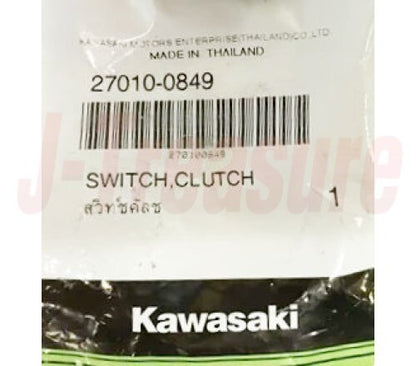 KAWASAKI MOTORS ENTERPRISE(THAILAND)CO.,LTD.
MADE IN THAILAND
27010-0849
270100849
SWITCH,CLUTCH
สวิทช์คลัช
1
J-Treasure
Kawasaki